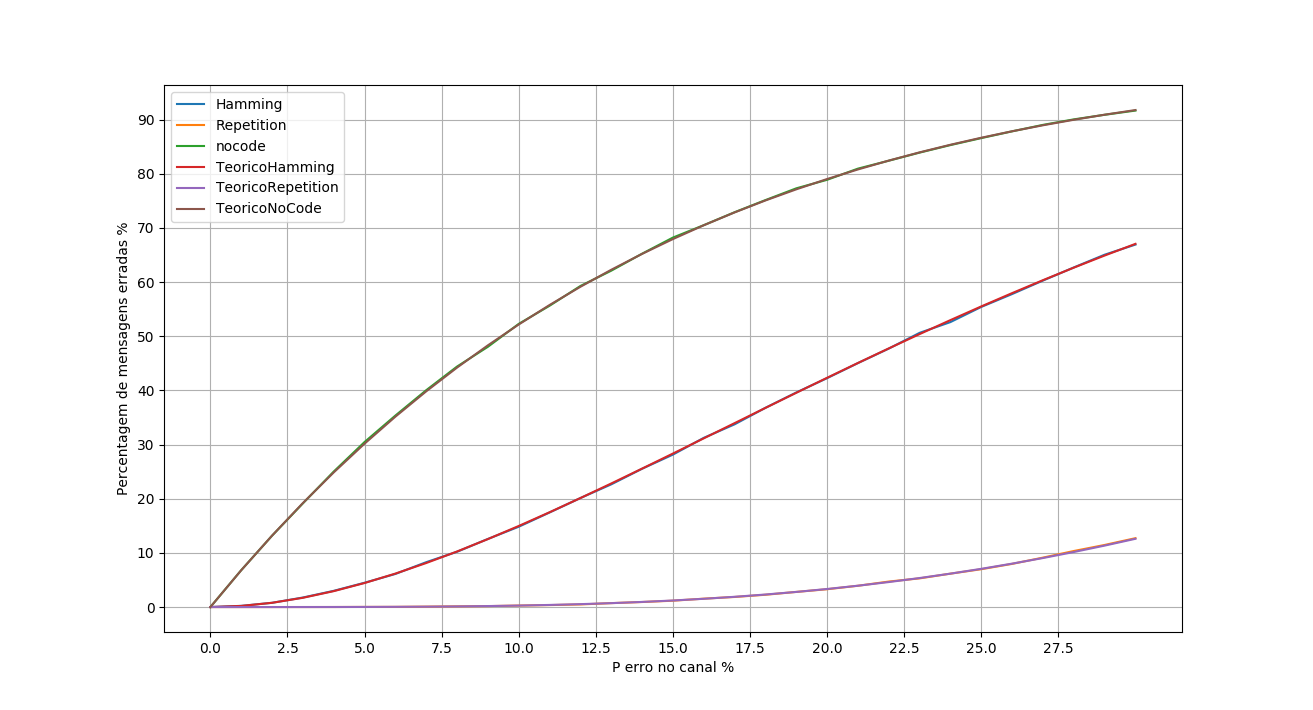 Hamming
Repetition
nocode
TeoricoHamming
TeoricoRepetition
TeoricoNoCode
Percentagem de mensagens erradas %
90
80
70
60
50
40
30
20
10
0
0.0 2.5 5.0 7.5 10.0 12.5 15.0 17.5 20.0 22.5 25.0 27.5
P erro no canal %